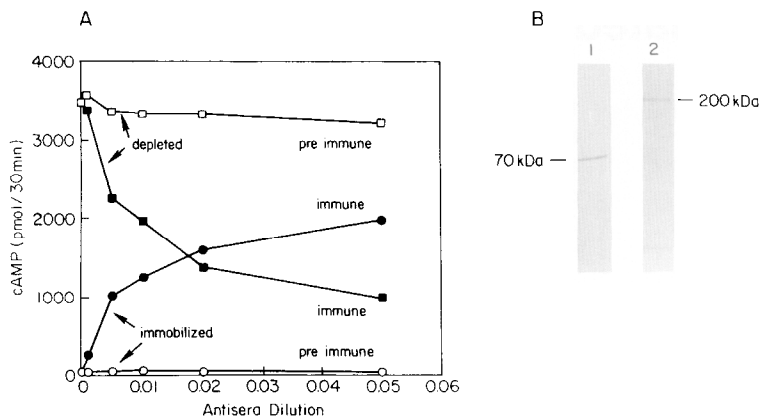 A
4000
3000
2000
1000
0
cAMP (pmol/30min)
depleted
pre immune
immune
immune
immobilized
pre immune
0 0.01 0.02 0.03 0.04 0.05 0.06
Antisera Dilution
B
1 2
200 kDa
70 kDa